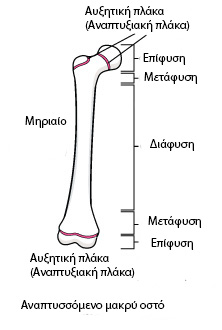 Αυξητική πλάκα
(Αναπτυξιακή πλάκα)
Επίφυση
Μετάφυση
Μηριαίο
Διάφυση
Μετάφυση
Επίφυση
Αυξητική πλάκα
(Αναπτυξιακή πλάκα)
Αναπτυσσόμενο μακρύ οστό